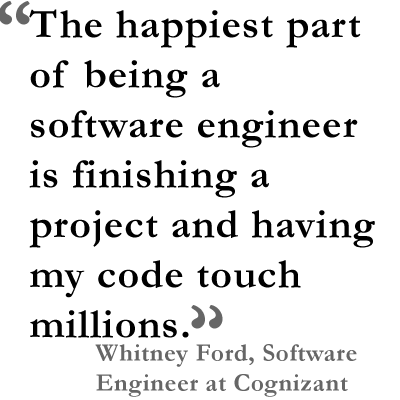 “The happiest part
of being a
software engineer
is finishing a
project and having
my code touch
millions.”
Whitney Ford, Software
Engineer at Cognizant